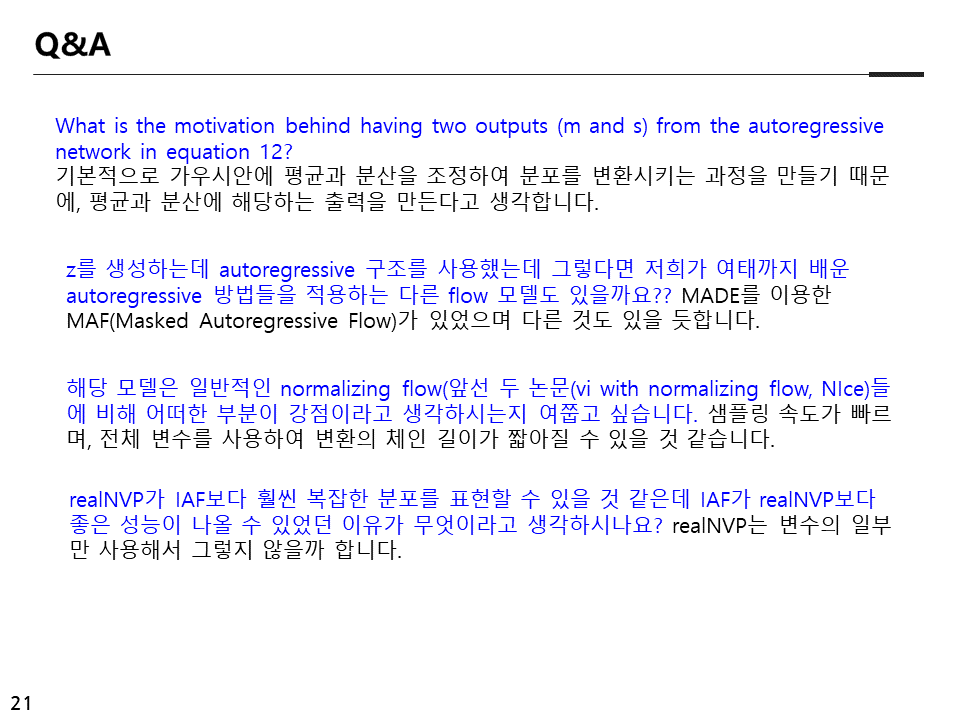 Q&A
What is the motivation behind having two outputs (m and s) from the autoregressive
network in equation 12?
기본적으로 가우시안에 평균과 분산을 조정하여 분포를 변환시키는 과정을 만들기 때문
에, 평균과 분산에 해당하는 출력을 만든다고 생각합니다.
z를 생성하는데 autoregressive 구조를 사용했는데 그렇다면 저희가 여태까지 배운
autoregressive 방법들을 적용하는 다른 flow 모델도 있을까요?? MADE를 이용한
MAF(Masked Autoregressive Flow)가 있었으며 다른 것도 있을 듯합니다.
해당 모델은 일반적인 normalizing flow(앞선 두 논문(vi with normalizing flow, NIce)들
에 비해 어떠한 부분이 강점이라고 생각하시는지 여쭙고 싶습니다. 샘플링 속도가 빠르
며, 전체 변수를 사용하여 변환의 체인 길이가 짧아질 수 있을 것 같습니다.
realNVP가 IAF보다 훨씬 복잡한 분포를 표현할 수 있을 것 같은데 IAF가 realNVP보다
좋은 성능이 나올 수 있었던 이유가 무엇이라고 생각하시나요? realNVP는 변수의 일부
만 사용해서 그렇지 않을까 합니다.
21